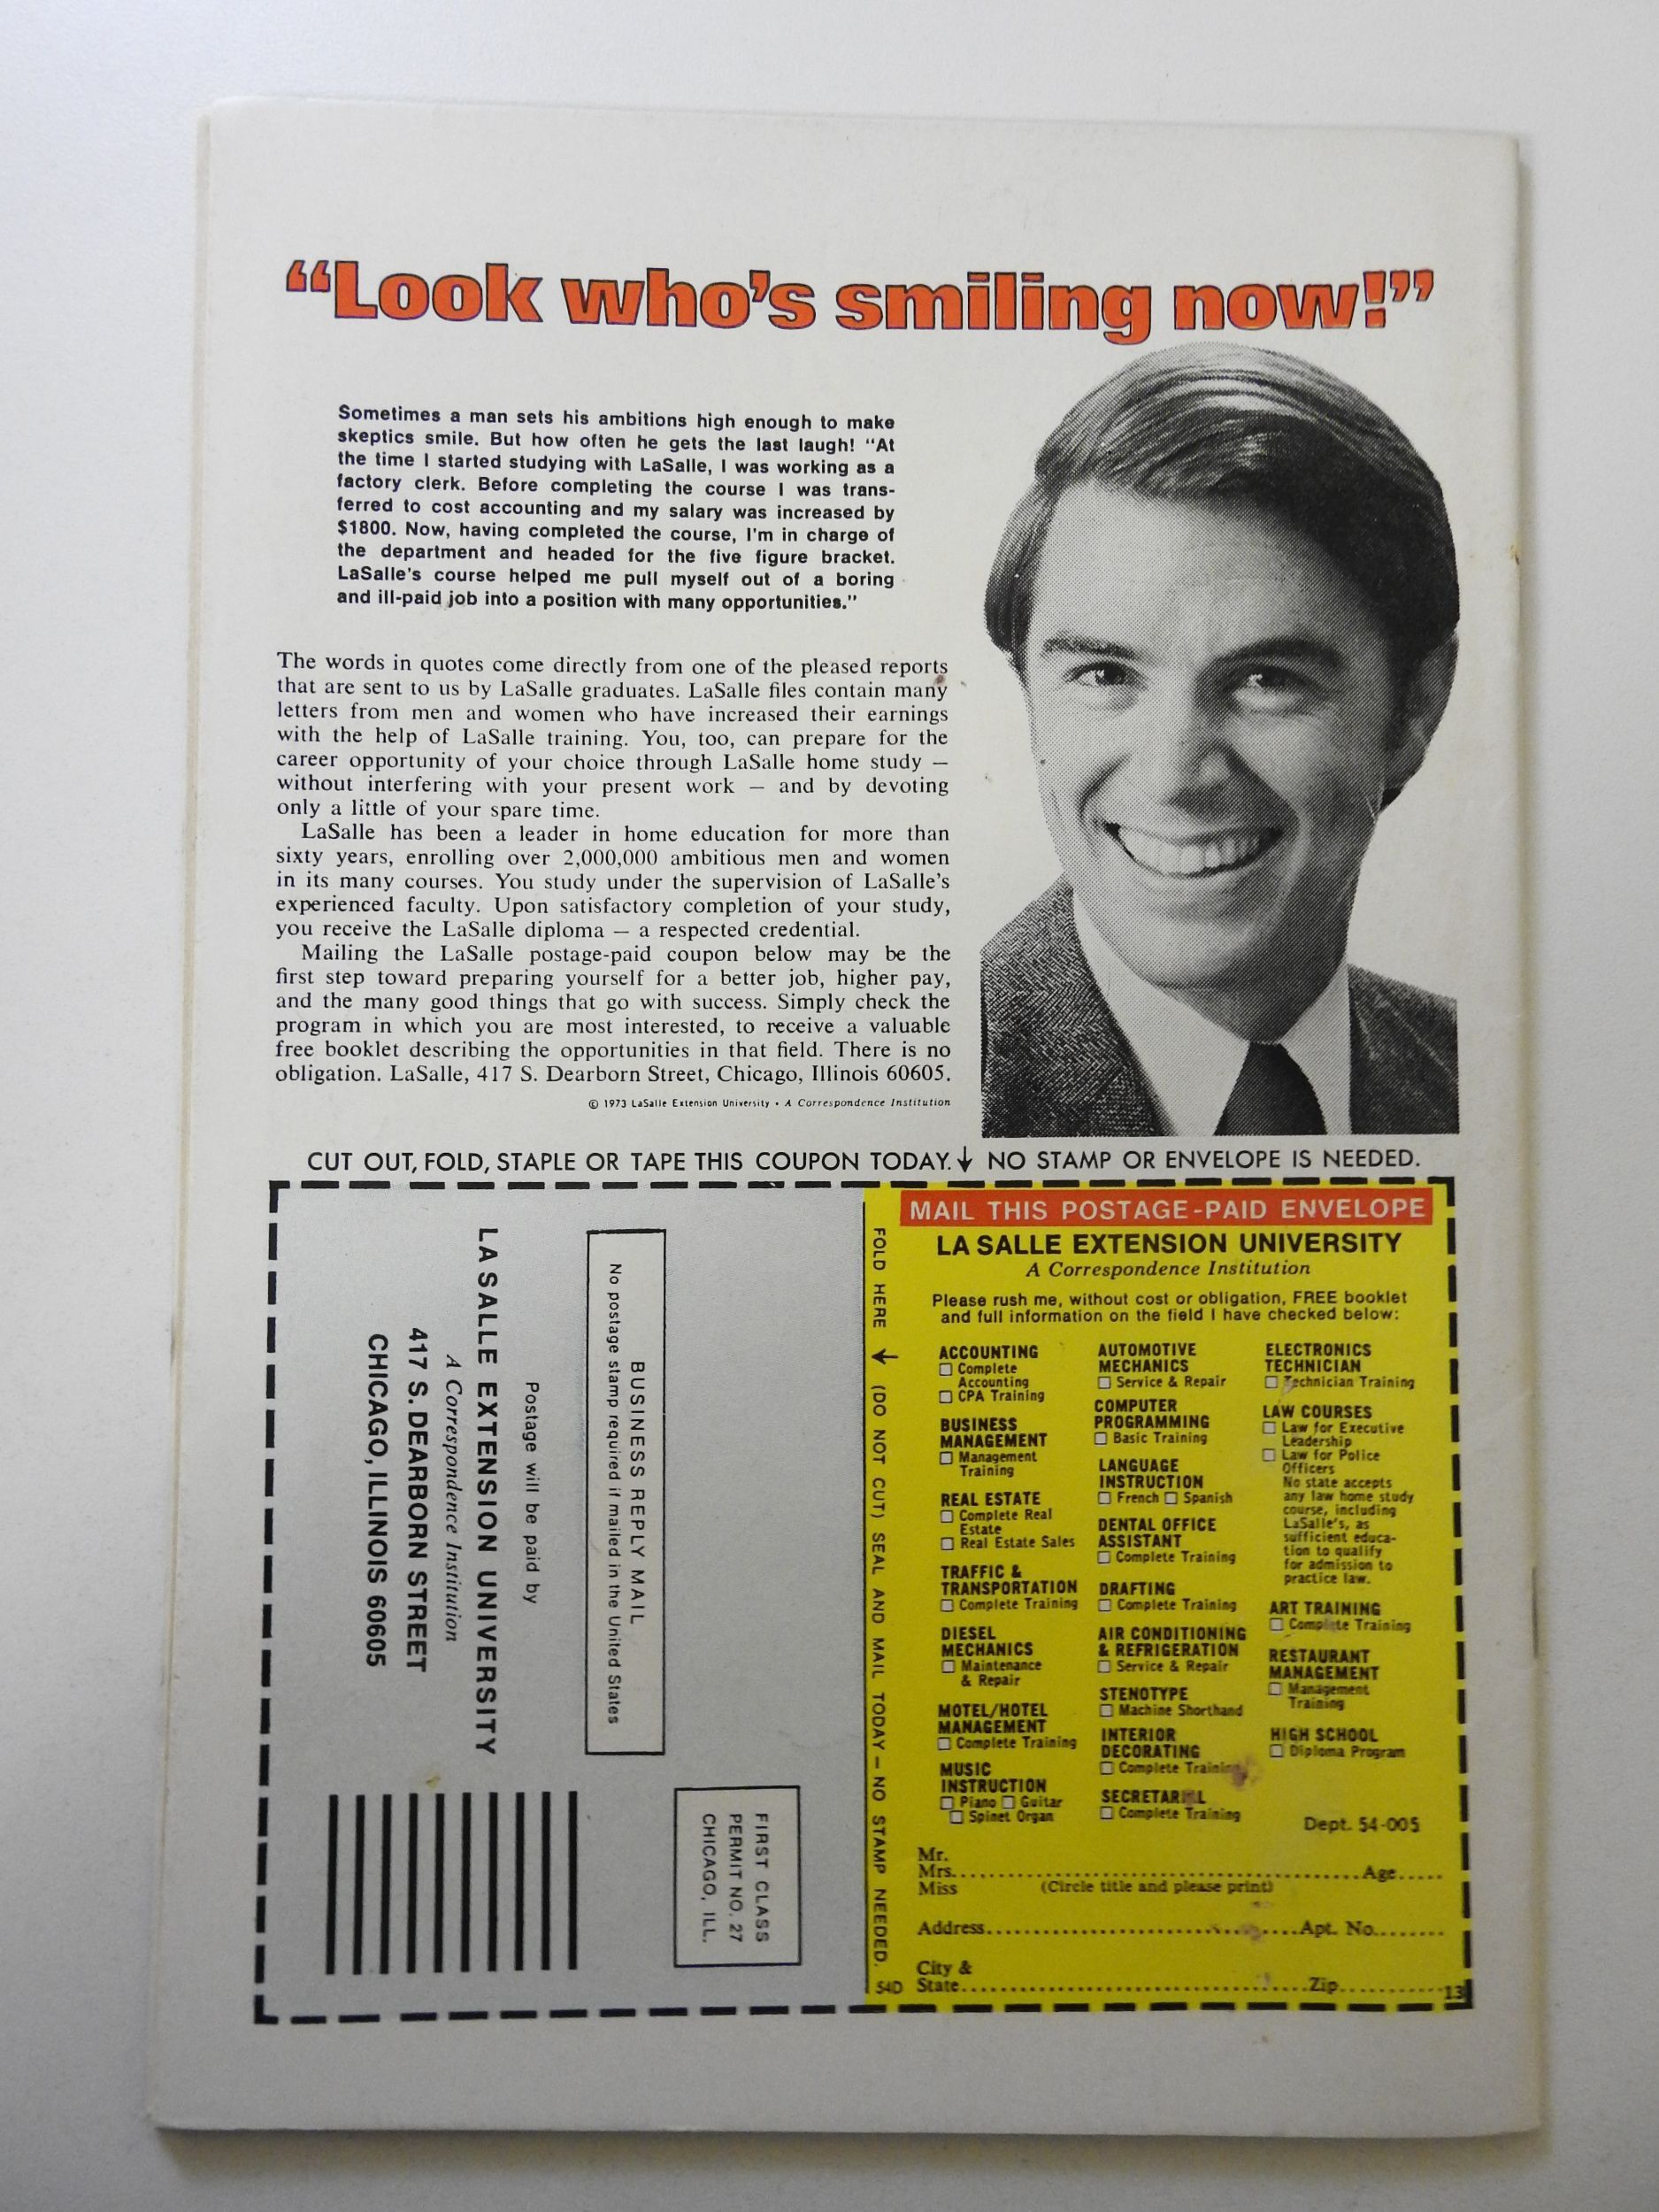 “Look who’s smiling now!”
Sometimes a man sets his ambitions high enough to make
skeptics smile. But how often he gets the last laugh! “At
the time I started studying with LaSalle, I was working as a
factory clerk. Before completing the course I was trans-
ferred to cost accounting and my salary was increased by
$1800. Now, having completed the course, I'm in charge of
the department and headed for the five figure bracket.
LaSalle's course helped me pull myself out of a boring
and ill-paid job into a position with many opportunities.”
The words in quotes come directly from one of the pleased reports
that are sent to us by LaSalle graduates. LaSalle files contain many
letters from men and women who have increased their earnings
with the help of LaSalle training. You, too, can prepare for the
career opportunity of your choice through LaSalle home study —
without interfering with your present work — and by devoting
only a little of your spare time.
LaSalle has been a leader in home education for more than
sixty years, enrolling over 2,000,000 ambitious men and women
in its many courses. You study under the supervision of LaSalle's
experienced faculty. Upon satisfactory completion of your study,
you receive the LaSalle diploma — a respected credential.
Mailing the LaSalle postage-paid coupon below may be the
first step toward preparing yourself for a better job, higher pay,
and the many good things that go with success. Simply check the
program in which you are most interested, to receive a valuable
free booklet describing the opportunities in that field. There is no
obligation. LaSalle, 417 S. Dearborn Street, Chicago, Illinois 60605.
© 1973 LaSalle Extension University • A Correspondence Institution
CUT OUT, FOLD, STAPLE OR TAPE THIS COUPON TODAY. ↓ NO STAMP OR ENVELOPE IS NEEDED.
FIRST CLASS
PERMIT NO. 27
CHICAGO, ILL.
BUSINESS REPLY MAIL
No postage stamp required if mailed in the United States
Postage will be paid by
LA SALLE EXTENSION UNIVERSITY
A Correspondence Institution
417 S. DEARBORN STREET
CHICAGO, ILLINOIS 60605
FOLD HERE ↓ (DO NOT CUT) SEAL AND MAIL TODAY — NO STAMP NEEDED.
54D
MAIL THIS POSTAGE-PAID ENVELOPE
LA SALLE EXTENSION UNIVERSITY
A Correspondence Institution
Please rush me, without cost or obligation, FREE booklet
and full information on the field I have checked below:
ACCOUNTING
☐ Complete
Accounting
☐ CPA Training
BUSINESS
MANAGEMENT
☐ Management
Training
REAL ESTATE
☐ Complete Real
Estate
☐ Real Estate Sales
TRAFFIC &
TRANSPORTATION
☐ Complete Training
DIESEL
MECHANICS
☐ Maintenance
& Repair
MOTEL/HOTEL
MANAGEMENT
☐ Complete Training
MUSIC
INSTRUCTION
☐ Piano ☐ Guitar
☐ Spinet Organ
AUTOMOTIVE
MECHANICS
☐ Service & Repair
COMPUTER
PROGRAMMING
☐ Basic Training
LANGUAGE
INSTRUCTION
☐ French ☐ Spanish
DENTAL OFFICE
ASSISTANT
☐ Complete Training
DRAFTING
☐ Complete Training
AIR CONDITIONING
& REFRIGERATION
☐ Service & Repair
STENOTYPE
☐ Machine Shorthand
INTERIOR
DECORATING
☐ Complete Training
SECRETARIAL
☐ Complete Training
ELECTRONICS
TECHNICIAN
☐ Technician Training
LAW COURSES
☐ Law for Executive
Leadership
☐ Law for Police
Officers
No state accepts
any law home study
course, including
LaSalle's, as
sufficient educa-
tion to qualify
for admission to
practice law.
ART TRAINING
☐ Complete Training
RESTAURANT
MANAGEMENT
☐ Management
Training
HIGH SCHOOL
☐ Diploma Program
Dept. 54-005
Mr.
Mrs. Age
Miss (Circle title and please print)
Address Apt. No.
City &
State Zip 13